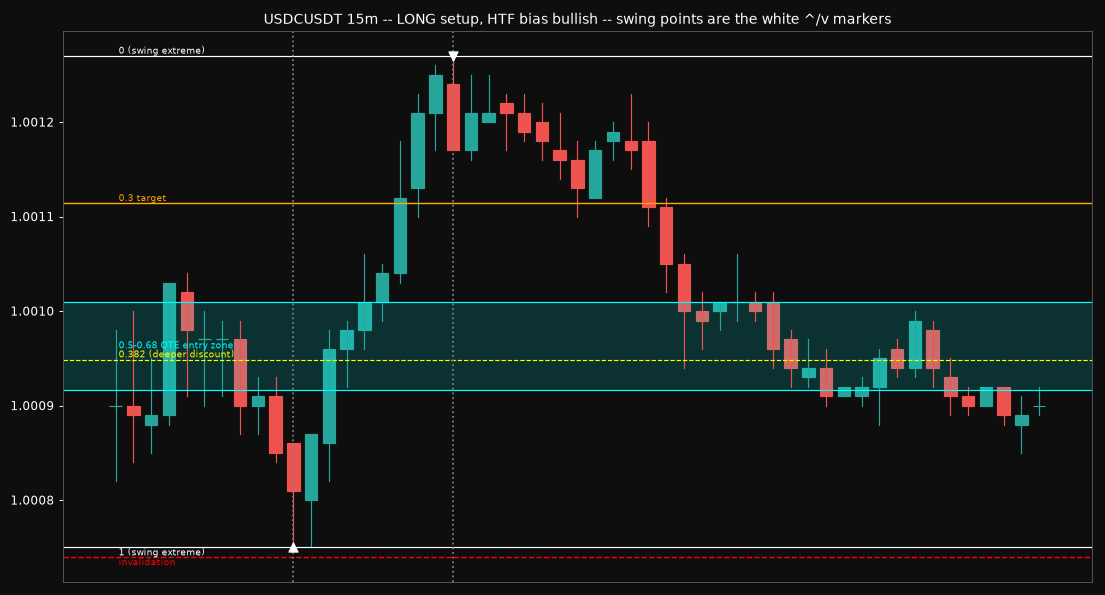 USDCUSDT 15m -- LONG setup, HTF bias bullish -- swing points are the white ^/v markers
0 (swing extreme)
1.0012
0.3 target
1.0011
1.0010
0.5-0.68 OTE entry zone
0.382 (deeper discount)
1.0009
1.0008
1 (swing extreme)
invalidation